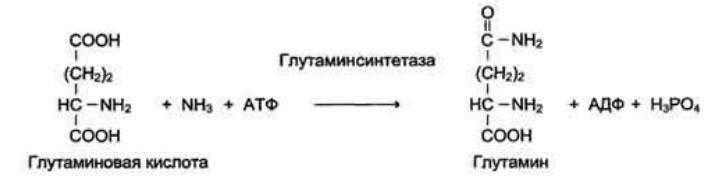 O
COOH
C–NH₂
(CH₂)₂
Глутаминсинтетаза
(CH₂)₂
HC–NH₂ + NH₃ + АТФ
HC–NH₂ + АДФ + H₃PO₄
COOH
COOH
Глутаминовая кислота
Глутамин